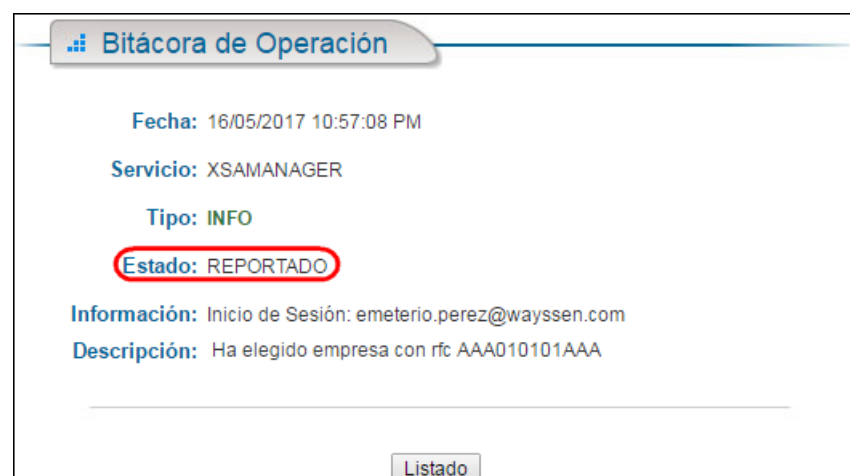 Bitácora de Operación
Fecha: 16/05/2017 10:57:08 PM
Servicio: XSAMANAGER
Tipo: INFO
Estado: REPORTADO
Información: Inicio de Sesión: emeterio.perez@wayssen.com
Descripción: Ha elegido empresa con rfc AAA010101AAA
Listado